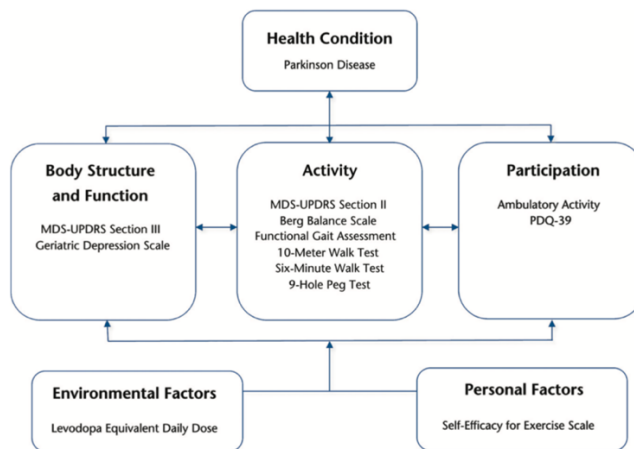 Health Condition
Parkinson Disease
Body Structure
and Function
MDS-UPDRS Section III
Geriatric Depression Scale
Activity
MDS-UPDRS Section II
Berg Balance Scale
Functional Gait Assessment
10-Meter Walk Test
Six-Minute Walk Test
9-Hole Peg Test
Participation
Ambulatory Activity
PDQ-39
Environmental Factors
Levodopa Equivalent Daily Dose
Personal Factors
Self-Efficacy for Exercise Scale